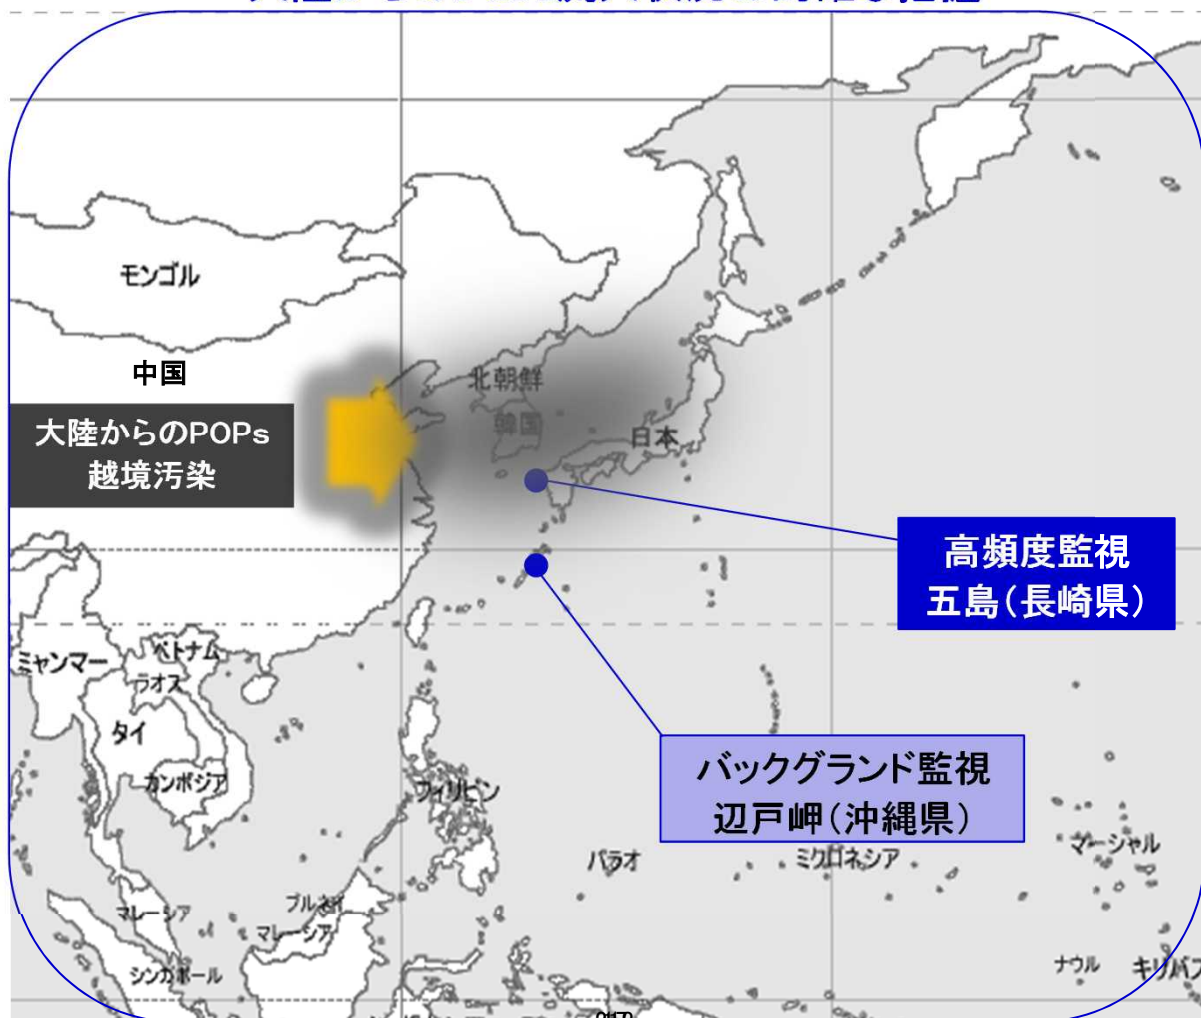 モンゴル
中国
北朝鮮
大陸からのPOPs
越境汚染
韓国
日本
高頻度監視
五島(長崎県)
ミャンマー
ベトナム
ラオス
タイ
バックグランド監視
辺戸岬(沖縄県)
カンボジア
フィリピン
パラオ
ミクロネシア
マーシャル
マレーシア
ブルネイ
マレーシア
シンガポール
ナウル
キリバス